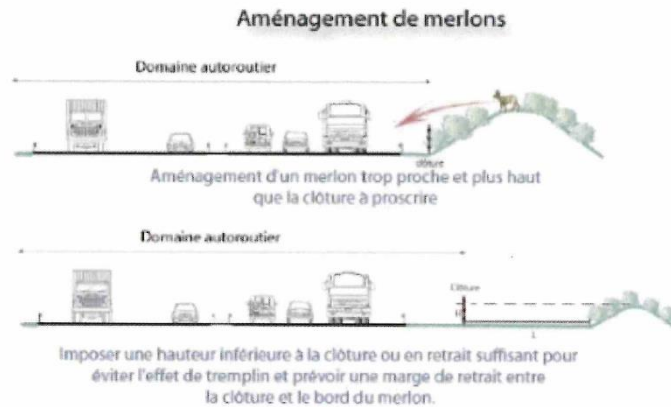 Aménagement de merlons
Domaine autoroutier
clôture
Aménagement d'un merlon trop proche et plus haut
que la clôture à proscrire
Domaine autoroutier
Clôture
H
L
Imposer une hauteur inférieure à la clôture ou en retrait suffisant pour
éviter l'effet de tremplin et prévoir une marge de retrait entre
la clôture et le bord du merlon.